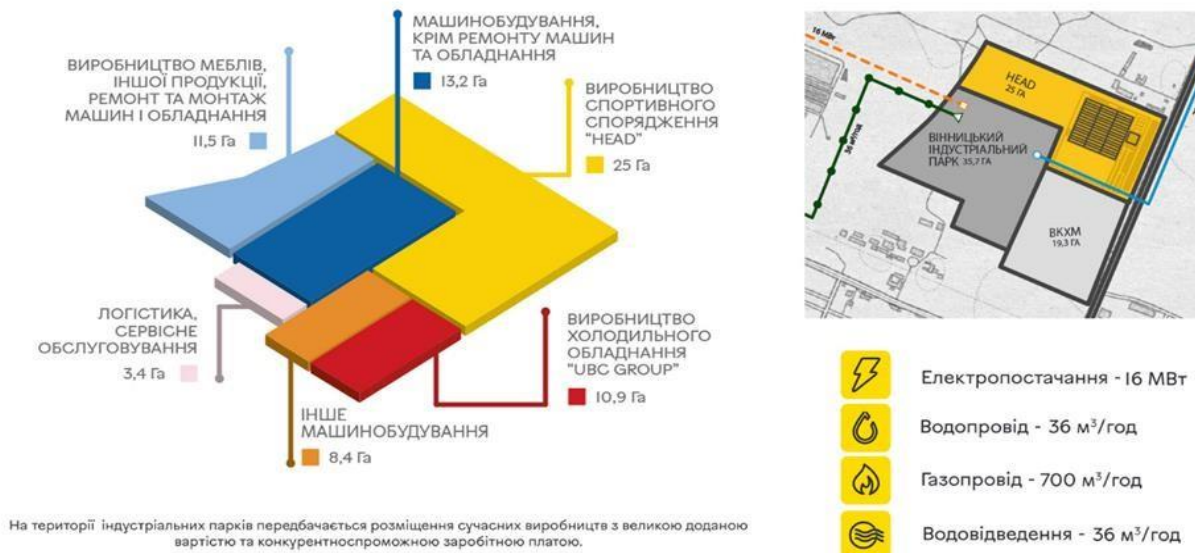 МАШИНОБУДУВАННЯ,
КРІМ РЕМОНТУ МАШИН
ТА ОБЛАДНАННЯ
13,2 Га
ВИРОБНИЦТВО МЕБЛІВ,
ІНШОЇ ПРОДУКЦІЇ,
РЕМОНТ ТА МОНТАЖ
МАШИН І ОБЛАДНАННЯ
11,5 Га
ВИРОБНИЦТВО
СПОРТИВНОГО
СПОРЯДЖЕННЯ
"HEAD"
25 Га
ЛОГІСТИКА,
СЕРВІСНЕ
ОБСЛУГОВУВАННЯ
3,4 Га
ВИРОБНИЦТВО
ХОЛОДИЛЬНОГО
ОБЛАДНАННЯ
"UBC GROUP"
10,9 Га
ІНШЕ
МАШИНОБУДУВАННЯ
8,4 Га
На території індустріальних парків передбачається розміщення сучасних виробництв з великою доданою
вартістю та конкурентноспроможною заробітною платою.
16 МВт
36 м³/год
HEAD
25 ГА
ВІННИЦЬКИЙ
ІНДУСТРІАЛЬНИЙ
ПАРК 35,7 ГА
ВКХМ
19,3 ГА
Електропостачання - 16 МВт
Водопровід - 36 м³/год
Газопровід - 700 м³/год
Водовідведення - 36 м³/год